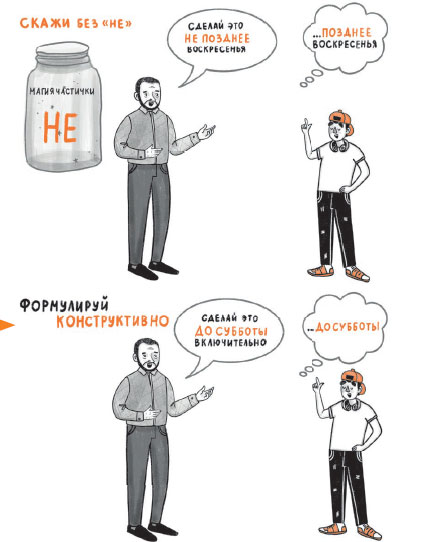 СКАЖИ БЕЗ «НЕ»
МАГИЯ ЧАСТИЧКИ
НЕ
СДЕЛАЙ ЭТО
НЕ ПОЗДНЕЕ
ВОСКРЕСЕНЬЯ
...ПОЗДНЕЕ
ВОСКРЕСЕНЬЯ
ФОРМУЛИРУЙ
КОНСТРУКТИВНО
СДЕЛАЙ ЭТО
ДО СУББОТЫ
ВКЛЮЧИТЕЛЬНО
...ДО СУББОТЫ